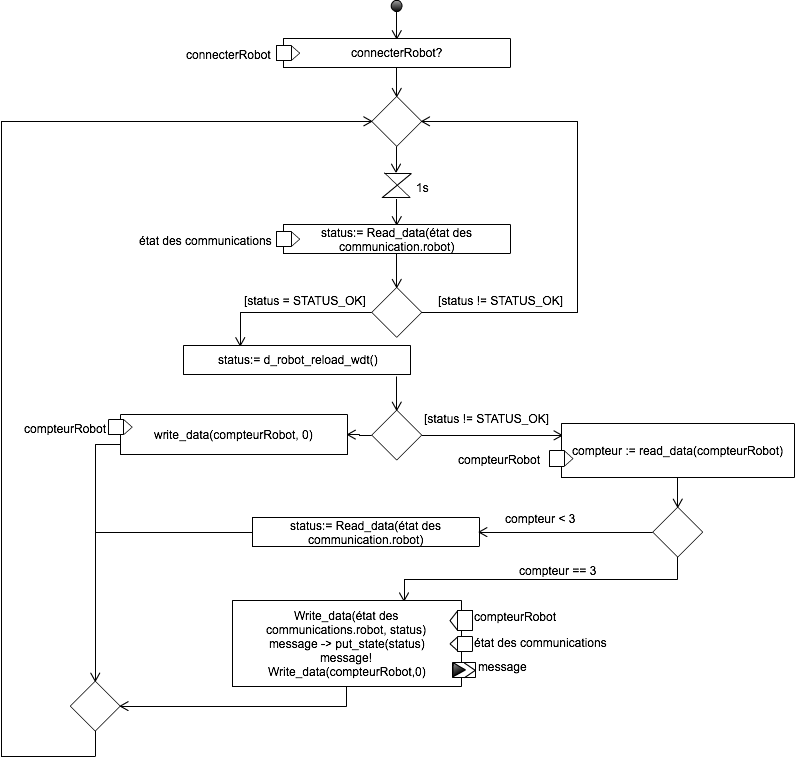 connecterRobot
connecterRobot?
1s
état des communications
status:= Read_data(état des
communication.robot)
[status = STATUS_OK]
[status != STATUS_OK]
status:= d_robot_reload_wdt()
compteurRobot
write_data(compteurRobot, 0)
[status != STATUS_OK]
compteur := read_data(compteurRobot)
compteurRobot
compteur < 3
status:= Read_data(état des
communication.robot)
compteur == 3
Write_data(état des
communications.robot, status)
message -> put_state(status)
message!
Write_data(compteurRobot,0)
compteurRobot
état des communications
message